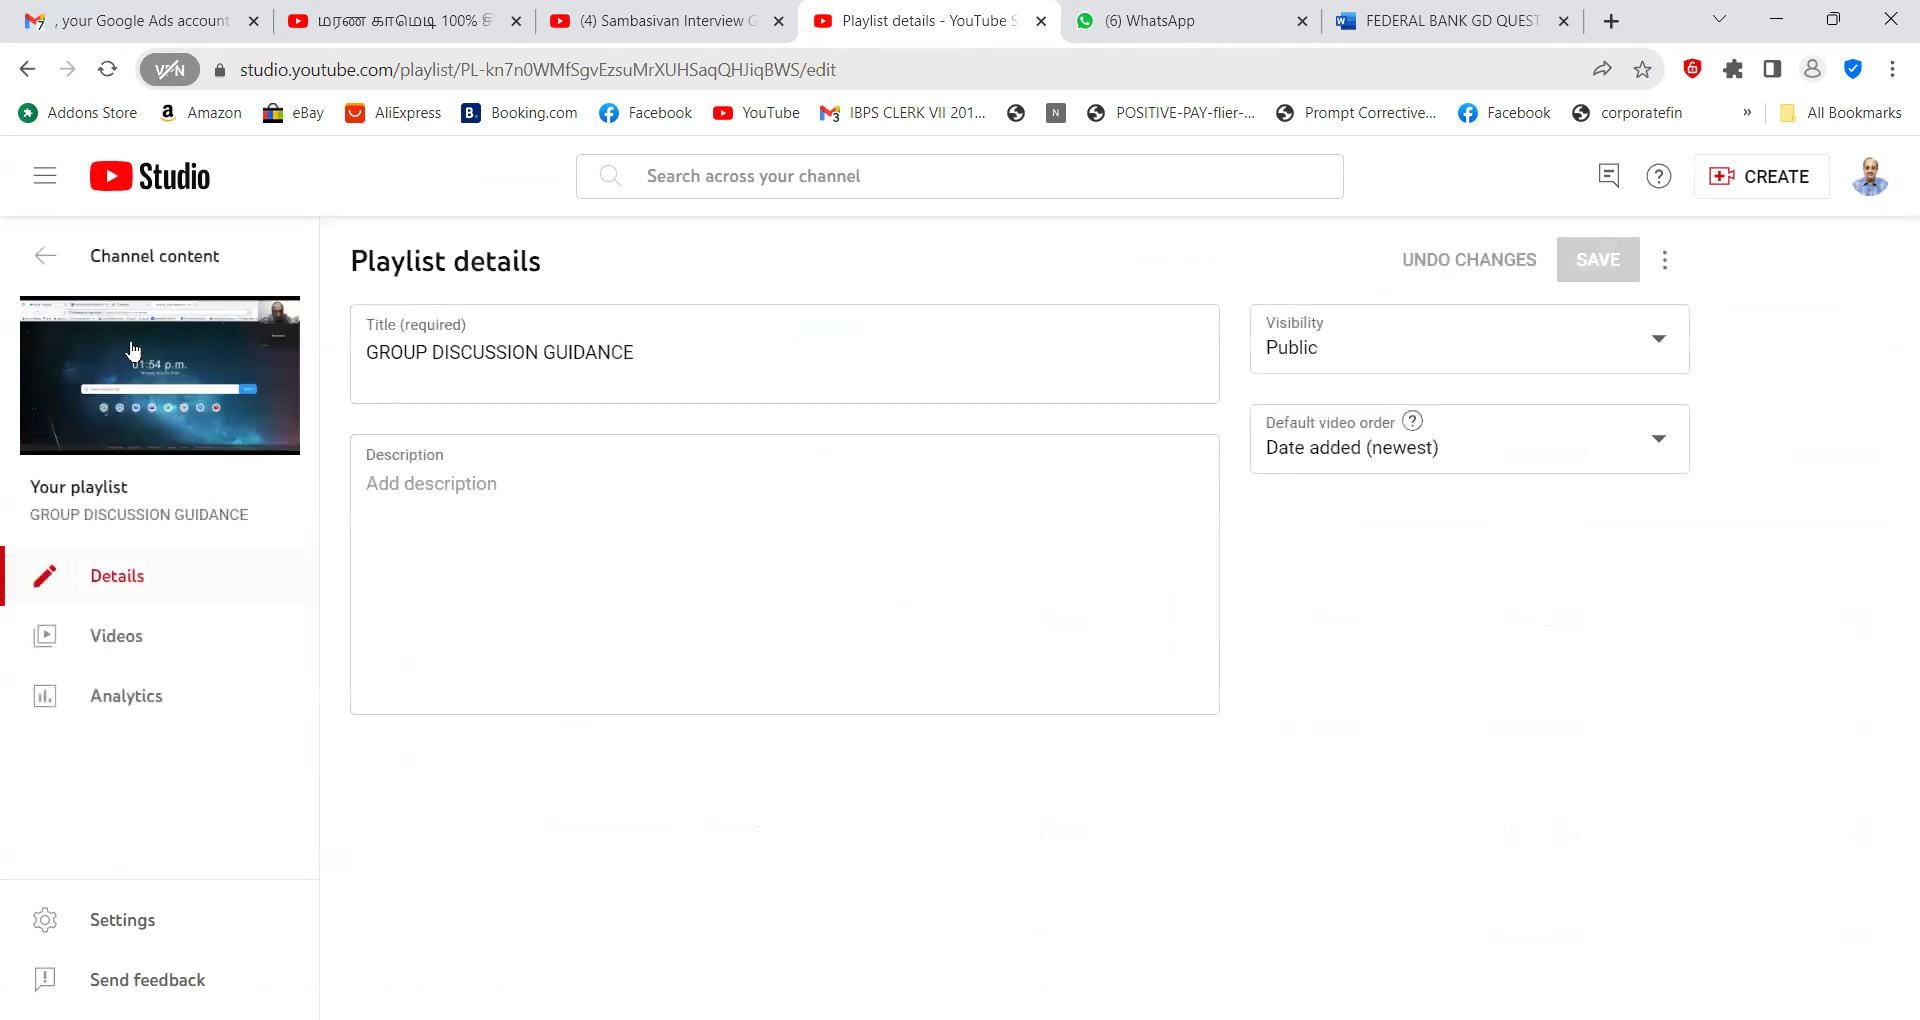 , your Google Ads account
மரண காமெடி 100% சி
(4) Sambasivan Interview G
Playlist details - YouTube S
(6) WhatsApp
FEDERAL BANK GD QUEST
VPN
studio.youtube.com/playlist/PL-kn7n0WMfSgvEzsuMrXUHSaqQHJiqBWS/edit
Addons Store
Amazon
eBay
AliExpress
Booking.com
Facebook
YouTube
IBPS CLERK VII 201...
N
POSITIVE-PAY-flier-...
Prompt Corrective...
Facebook
corporatefin
»
All Bookmarks
Studio
Search across your channel
CREATE
Channel content
Playlist details
UNDO CHANGES
SAVE
Title (required)
GROUP DISCUSSION GUIDANCE
Visibility
Public
01:54 p.m.
Default video order
Date added (newest)
Description
Add description
Your playlist
GROUP DISCUSSION GUIDANCE
Details
Videos
Analytics
Settings
Send feedback